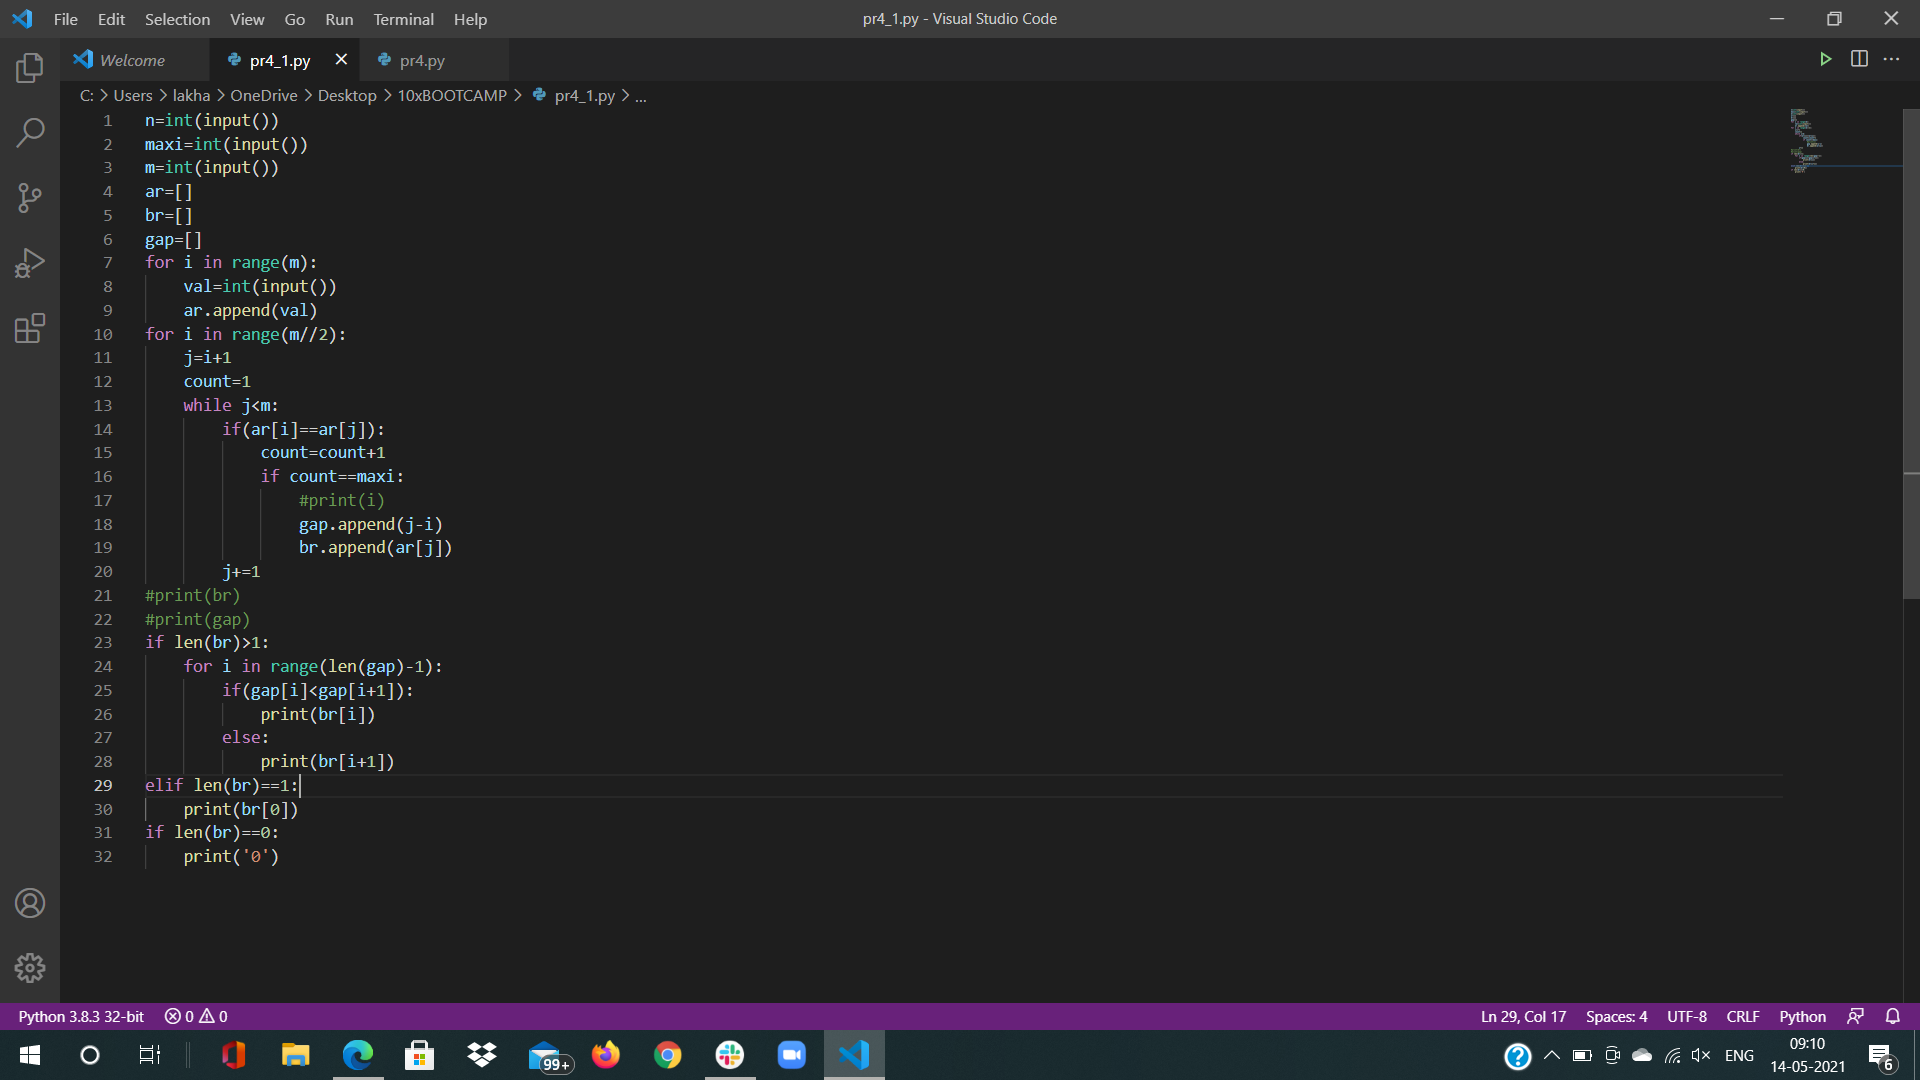 File Edit Selection View Go Run Terminal Help
pr4_1.py - Visual Studio Code
Welcome pr4_1.py pr4.py
C: > Users > lakha > OneDrive > Desktop > 10xBOOTCAMP > pr4_1.py > ...
1 n=int(input())
2 maxi=int(input())
3 m=int(input())
4 ar=[]
5 br=[]
6 gap=[]
7 for i in range(m):
8     val=int(input())
9     ar.append(val)
10 for i in range(m//2):
11     j=i+1
12     count=1
13     while j<m:
14         if(ar[i]==ar[j]):
15             count=count+1
16             if count==maxi:
17                 #print(i)
18                 gap.append(j-i)
19                 br.append(ar[j])
20         j+=1
21 #print(br)
22 #print(gap)
23 if len(br)>1:
24     for i in range(len(gap)-1):
25         if(gap[i]<gap[i+1]):
26             print(br[i])
27         else:
28             print(br[i+1])
29 elif len(br)==1:
30     print(br[0])
31 if len(br)==0:
32     print('0')
Python 3.8.3 32-bit 0 0 Ln 29, Col 17 Spaces: 4 UTF-8 CRLF Python
99+
ENG
09:10
14-05-2021
6